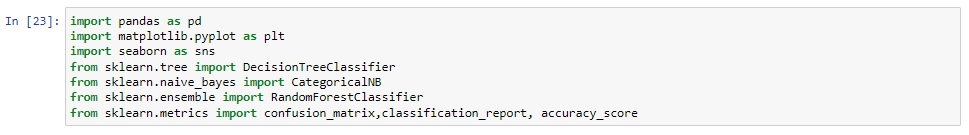 In [23]: import pandas as pd
import matplotlib.pyplot as plt
import seaborn as sns
from sklearn.tree import DecisionTreeClassifier
from sklearn.naive_bayes import CategoricalNB
from sklearn.ensemble import RandomForestClassifier
from sklearn.metrics import confusion_matrix,classification_report, accuracy_score